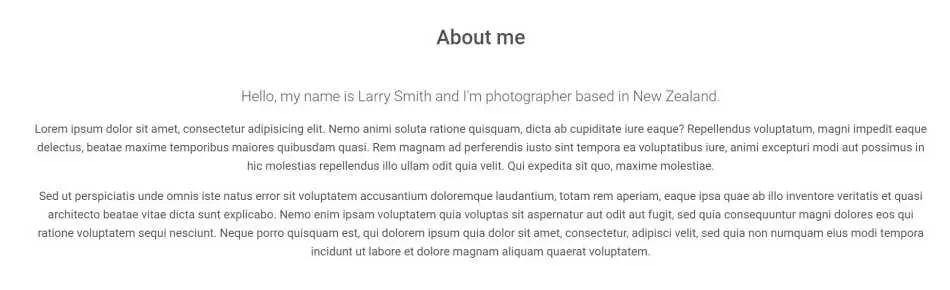 About me
Hello, my name is Larry Smith and I'm photographer based in New Zealand.
Lorem ipsum dolor sit amet, consectetur adipisicing elit. Nemo animi soluta ratione quisquam, dicta ab cupiditate iure eaque? Repellendus voluptatum, magni impedit eaque
delectus, beatae maxime temporibus maiores quibusdam quasi. Rem magnam ad perferendis iusto sint tempora ea voluptatibus iure, animi excepturi modi aut possimus in
hic molestias repellendus illo ullam odit quia velit. Qui expedita sit quo, maxime molestiae.
Sed ut perspiciatis unde omnis iste natus error sit voluptatem accusantium doloremque laudantium, totam rem aperiam, eaque ipsa quae ab illo inventore veritatis et quasi
architecto beatae vitae dicta sunt explicabo. Nemo enim ipsam voluptatem quia voluptas sit aspernatur aut odit aut fugit, sed quia consequuntur magni dolores eos qui
ratione voluptatem sequi nesciunt. Neque porro quisquam est, qui dolorem ipsum quia dolor sit amet, consectetur, adipisci velit, sed quia non numquam eius modi tempora
incidunt ut labore et dolore magnam aliquam quaerat voluptatem.